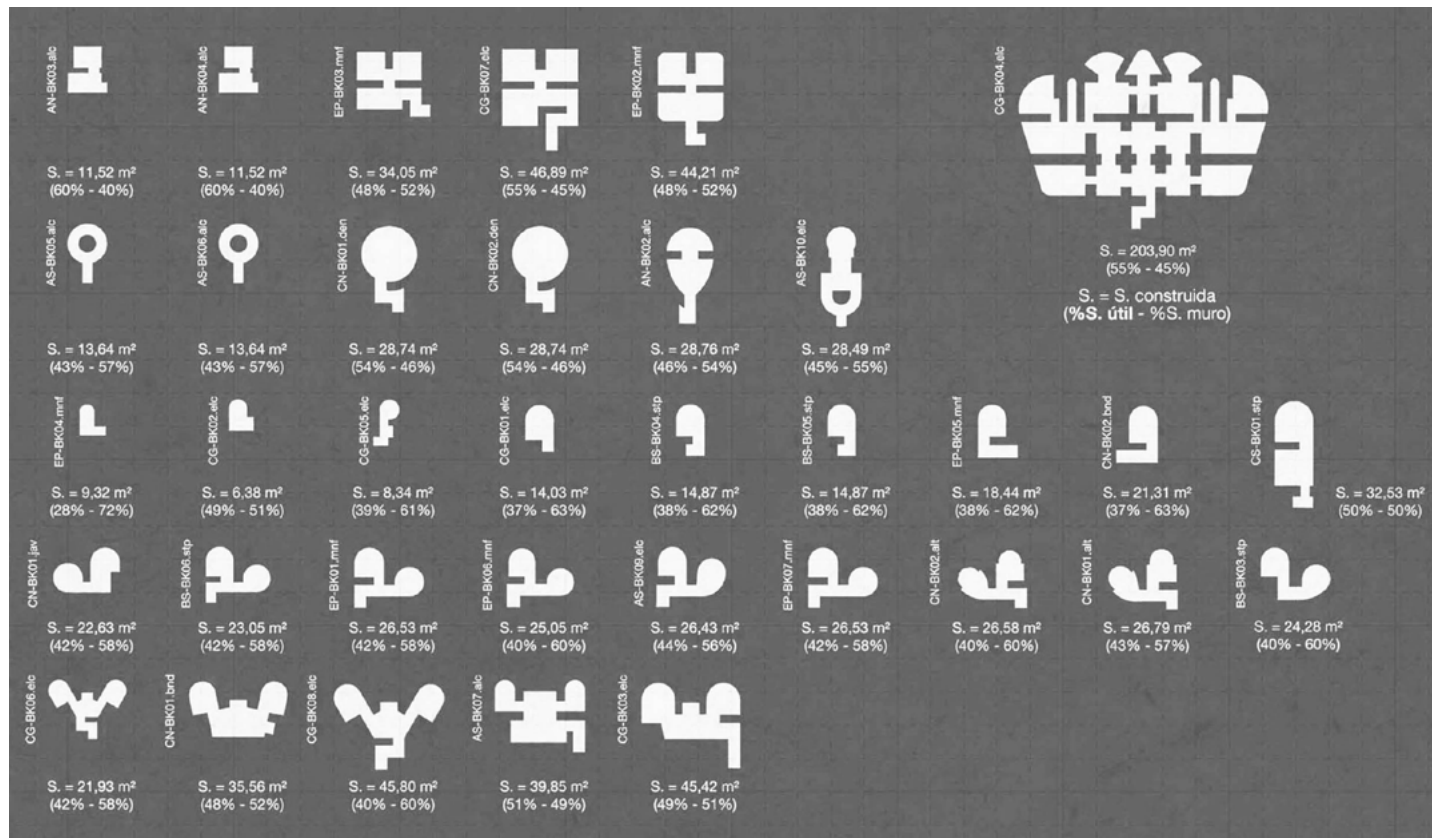 AN-BK03.alc
S. = 11,52 m²
(60% - 40%)
AN-BK04.alc
S. = 11,52 m²
(60% - 40%)
EP-BK03.mnf
S. = 34,05 m²
(48% - 52%)
CG-BK07.elc
S. = 46,89 m²
(55% - 45%)
EP-BK02.mnf
S. = 44,21 m²
(48% - 52%)
CG-BK04.elc
S. = 203,90 m²
(55% - 45%)
S. = S. construida
(%S. útil - %S. muro)
AS-BK05.alc
S. = 13,64 m²
(43% - 57%)
AS-BK06.alc
S. = 13,64 m²
(43% - 57%)
CN-BK01.den
S. = 28,74 m²
(54% - 46%)
CN-BK02.den
S. = 28,74 m²
(54% - 46%)
AN-BK02.alc
S. = 28,76 m²
(46% - 54%)
AS-BK10.elc
S. = 28,49 m²
(45% - 55%)
EP-BK04.mnf
S. = 9,32 m²
(28% - 72%)
CG-BK02.elc
S. = 6,38 m²
(49% - 51%)
CG-BK05.elc
S. = 8,34 m²
(39% - 61%)
CG-BK01.elc
S. = 14,03 m²
(37% - 63%)
BS-BK04.stp
S. = 14,87 m²
(38% - 62%)
BS-BK05.stp
S. = 14,87 m²
(38% - 62%)
EP-BK05.mnf
S. = 18,44 m²
(38% - 62%)
CN-BK02.bnd
S. = 21,31 m²
(37% - 63%)
CS-BK01.stp
S. = 32,53 m²
(50% - 50%)
CN-BK01.jav
S. = 22,63 m²
(42% - 58%)
BS-BK06.stp
S. = 23,05 m²
(42% - 58%)
EP-BK01.mnf
S. = 26,53 m²
(42% - 58%)
EP-BK06.mnf
S. = 25,05 m²
(40% - 60%)
AS-BK09.elc
S. = 26,43 m²
(44% - 56%)
EP-BK07.mnf
S. = 26,53 m²
(42% - 58%)
CN-BK02.alt
S. = 26,58 m²
(40% - 60%)
CN-BK01.alt
S. = 26,79 m²
(43% - 57%)
BS-BK03.stp
S. = 24,28 m²
(40% - 60%)
CG-BK06.elc
S. = 21,93 m²
(42% - 58%)
CN-BK01.bnd
S. = 35,56 m²
(48% - 52%)
CG-BK08.elc
S. = 45,80 m²
(40% - 60%)
AS-BK07.alc
S. = 39,85 m²
(51% - 49%)
CG-BK03.elc
S. = 45,42 m²
(49% - 51%)